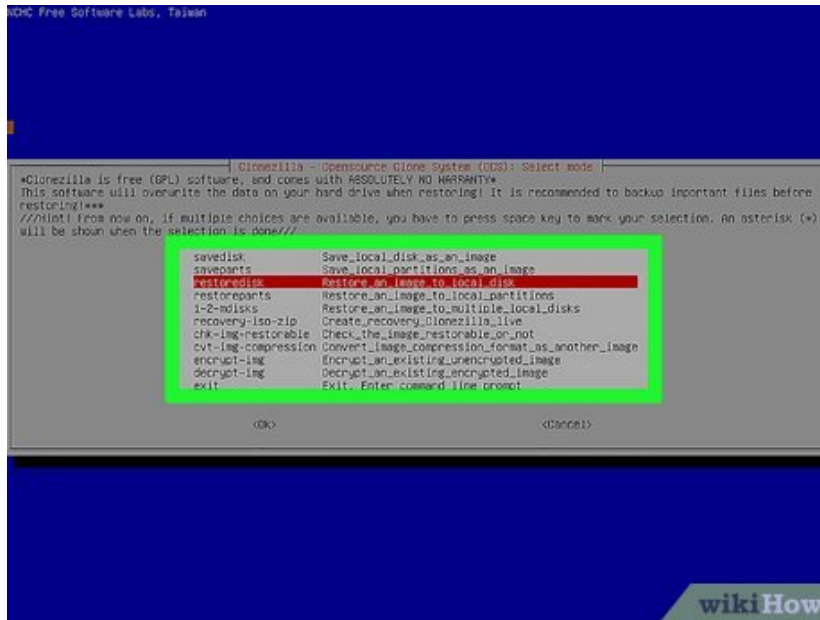 NCHC Free Software Labs, Taiwan
Clonezilla - Opensource Clone System (OCS): Select mode
*Clonezilla is free (GPL) software, and comes with ABSOLUTELY NO WARRANTY*
This software will overwrite the data on your hard drive when restoring! It is recommended to backup important files before
restoring!***
///Hint! From now on, if multiple choices are available, you have to press space key to mark your selection. An asterisk (*)
will be shown when the selection is done///
savedisk Save_local_disk_as_an_image
saveparts Save_local_partitions_as_an_image
restoredisk Restore_an_image_to_local_disk
restoreparts Restore_an_image_to_local_partitions
1-2-mdisks Restore_an_image_to_multiple_local_disks
recovery-iso-zip Create_recovery_Clonezilla_live
chk-img-restorable Check_the_image_restorable_or_not
cvt-img-compression Convert_image_compression_format_as_another_image
encrypt-img Encrypt_an_existing_unencrypted_image
decrypt-img Decrypt_an_existing_encrypted_image
exit Exit. Enter command line prompt
<Ok> <Cancel>
wikiHow